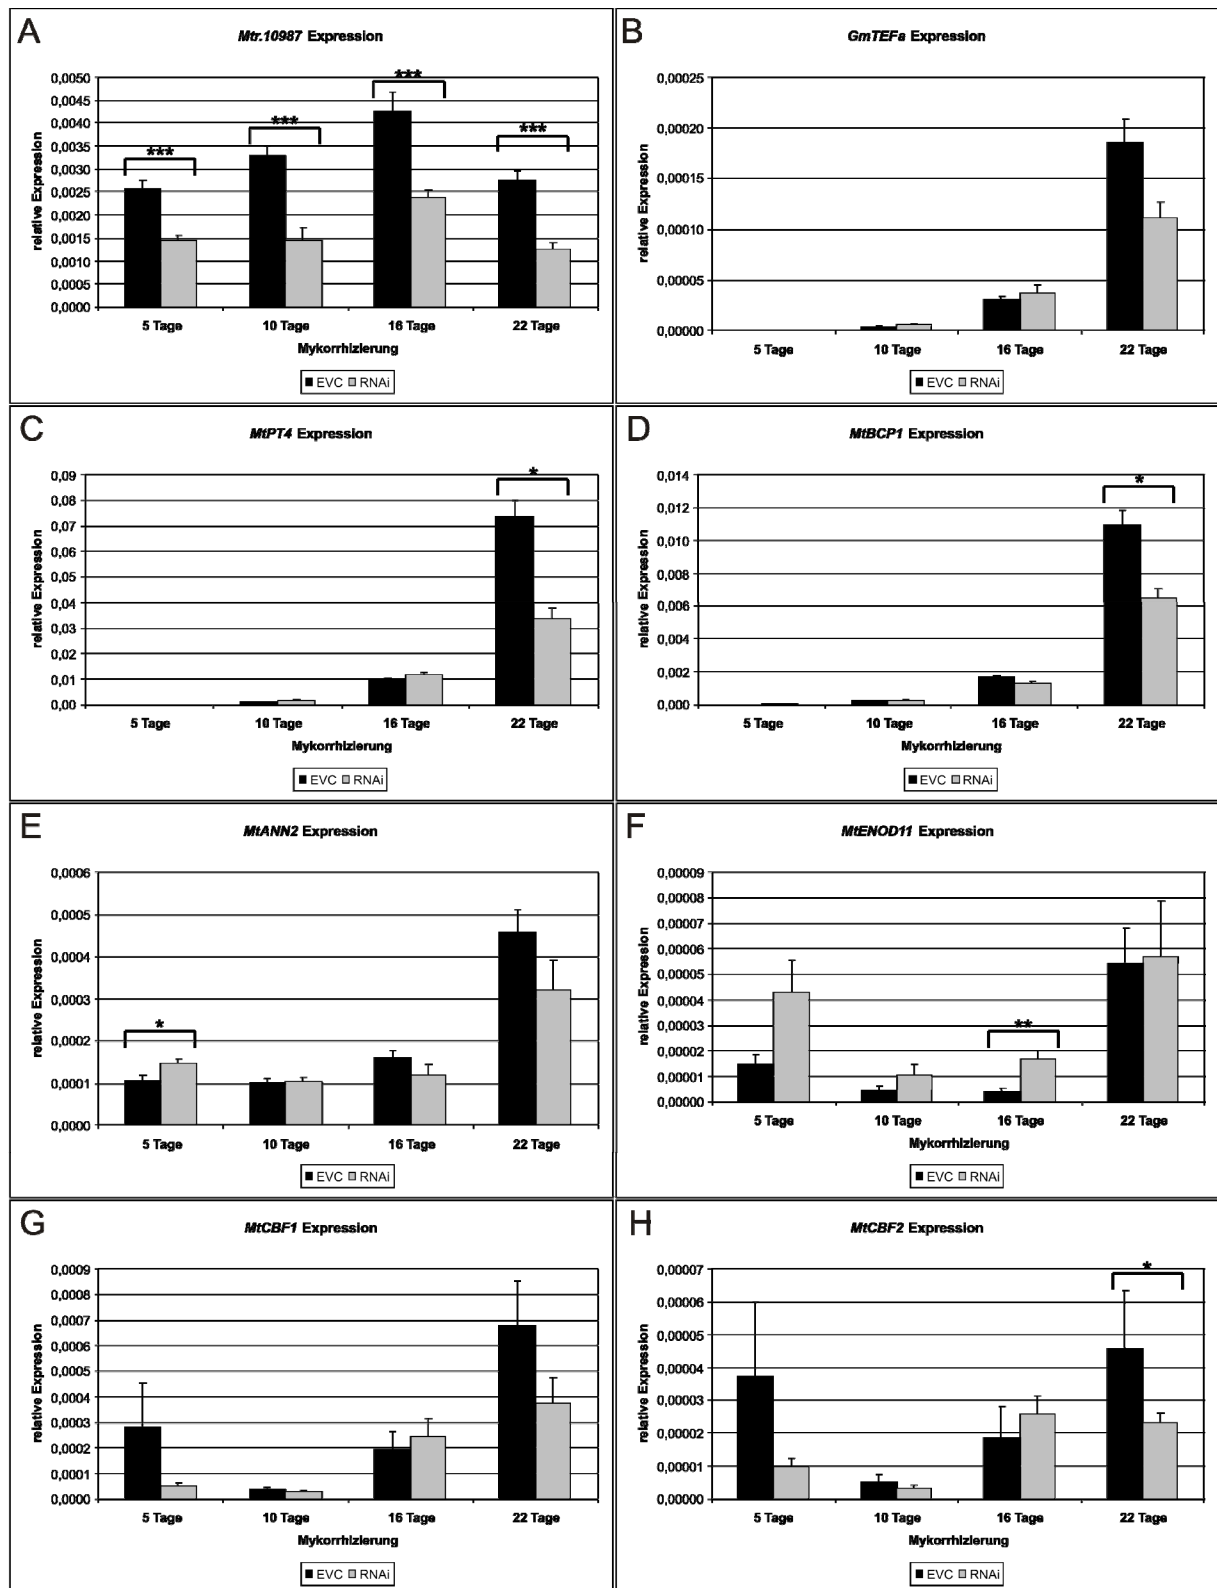 A
Mtr.10987 Expression
relative Expression
0,0050
0,0045
0,0040
0,0035
0,0030
0,0025
0,0020
0,0015
0,0010
0,0005
0,0000
***
***
***
***
5 Tage 10 Tage 16 Tage 22 Tage
Mykorrhizierung
EVC RNAi
B
GmTEFa Expression
relative Expression
0,00025
0,00020
0,00015
0,00010
0,00005
0,00000
5 Tage 10 Tage 16 Tage 22 Tage
Mykorrhizierung
EVC RNAi
C
MtPT4 Expression
relative Expression
0,09
0,08
0,07
0,06
0,05
0,04
0,03
0,02
0,01
0,00
*
5 Tage 10 Tage 16 Tage 22 Tage
Mykorrhizierung
EVC RNAi
D
MtBCP1 Expression
relative Expression
0,014
0,012
0,010
0,008
0,006
0,004
0,002
0,000
*
5 Tage 10 Tage 16 Tage 22 Tage
Mykorrhizierung
EVC RNAi
E
MtANN2 Expression
relative Expression
0,0006
0,0005
0,0004
0,0003
0,0002
0,0001
0,0000
*
5 Tage 10 Tage 16 Tage 22 Tage
Mykorrhizierung
EVC RNAi
F
MtENOD11 Expression
relative Expression
0,00009
0,00008
0,00007
0,00006
0,00005
0,00004
0,00003
0,00002
0,00001
0,00000
**
5 Tage 10 Tage 16 Tage 22 Tage
Mykorrhizierung
EVC RNAi
G
MtCBF1 Expression
relative Expression
0,0009
0,0008
0,0007
0,0006
0,0005
0,0004
0,0003
0,0002
0,0001
0,0000
5 Tage 10 Tage 16 Tage 22 Tage
Mykorrhizierung
EVC RNAi
H
MtCBF2 Expression
relative Expression
0,00007
0,00006
0,00005
0,00004
0,00003
0,00002
0,00001
0,00000
*
5 Tage 10 Tage 16 Tage 22 Tage
Mykorrhizierung
EVC RNAi